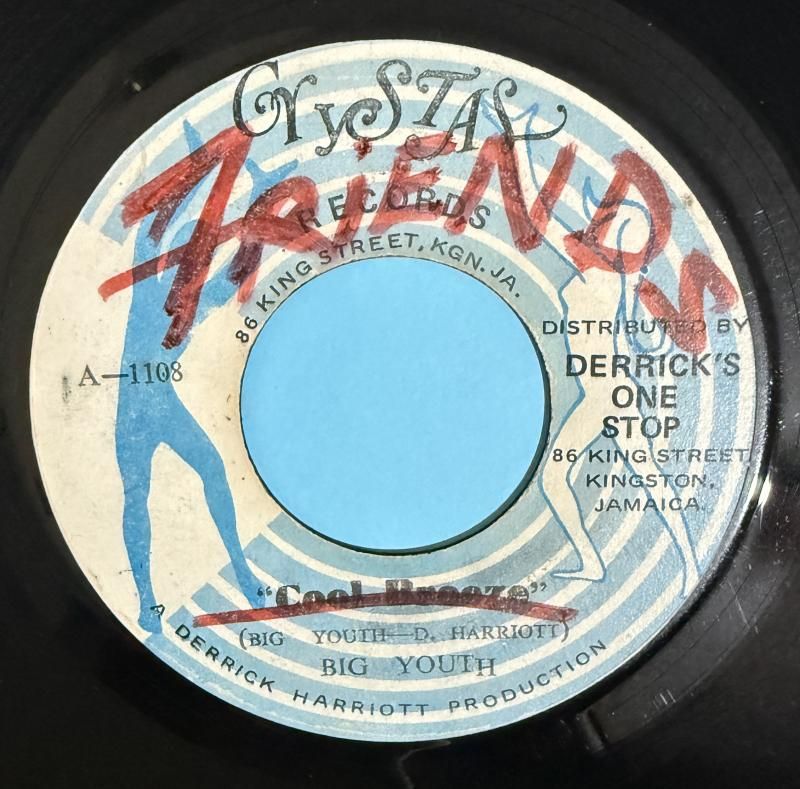 CrySTAL
FRiENDS
RECORDS
86 KING STREET, KGN. JA.
DISTRIBUTED BY
DERRICK'S
ONE
STOP
86 KING STREET
KINGSTON,
JAMAICA.
A—1108
"Cool Breeze"
(BIG YOUTH—D. HARRIOTT)
BIG YOUTH
A DERRICK HARRIOTT PRODUCTION